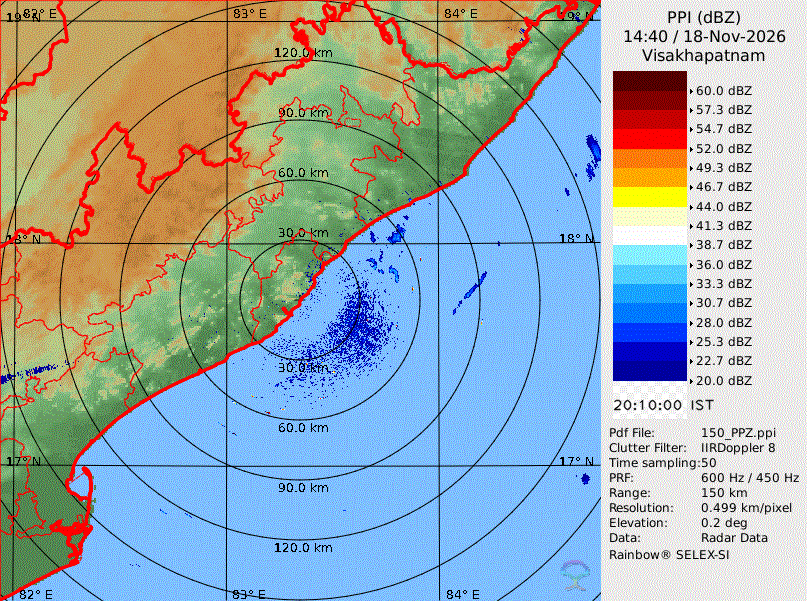 82° E 83° E 84° E
19° N 19° N
120.0 km
90.0 km
60.0 km
30.0 km
18° N 18° N
30.0 km
60.0 km
17° N 17° N
90.0 km
120.0 km
82° E 83° E 84° E
PPI (dBZ)
14:40 / 18-Nov-2026
Visakhapatnam
60.0 dBZ
57.3 dBZ
54.7 dBZ
52.0 dBZ
49.3 dBZ
46.7 dBZ
44.0 dBZ
41.3 dBZ
38.7 dBZ
36.0 dBZ
33.3 dBZ
30.7 dBZ
28.0 dBZ
25.3 dBZ
22.7 dBZ
20.0 dBZ
20:10:00 IST
Pdf File: 150_PPZ.ppi
Clutter Filter: IIRDoppler 8
Time sampling:50
PRF: 600 Hz / 450 Hz
Range: 150 km
Resolution: 0.499 km/pixel
Elevation: 0.2 deg
Data: Radar Data
Rainbow® SELEX-SI